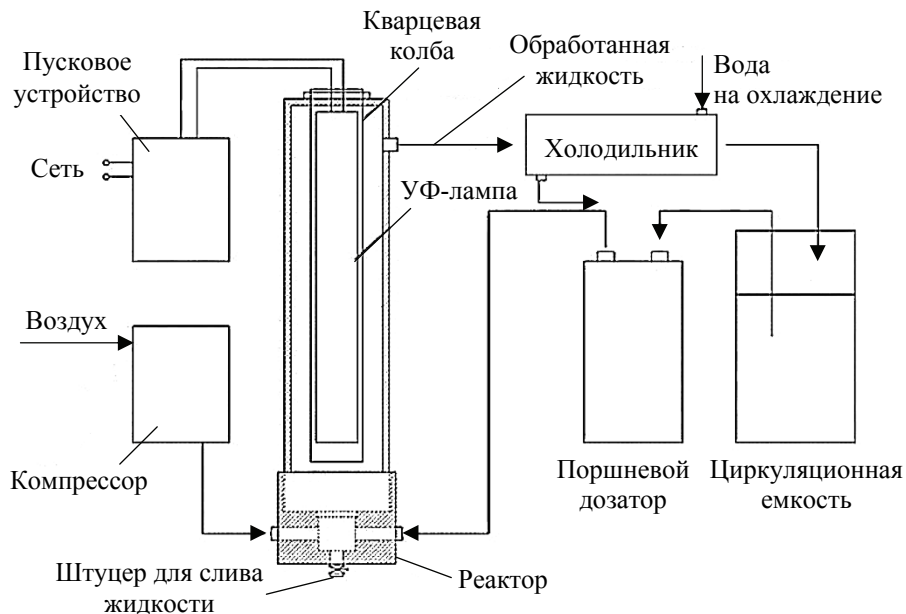 Кварцевая
колба
Обработанная
жидкость
Пусковое
устройство
Вода
на охлаждение
Холодильник
Сеть
УФ-лампа
Воздух
Компрессор
Поршневой
дозатор
Циркуляционная
емкость
Штуцер для слива
жидкости
Реактор